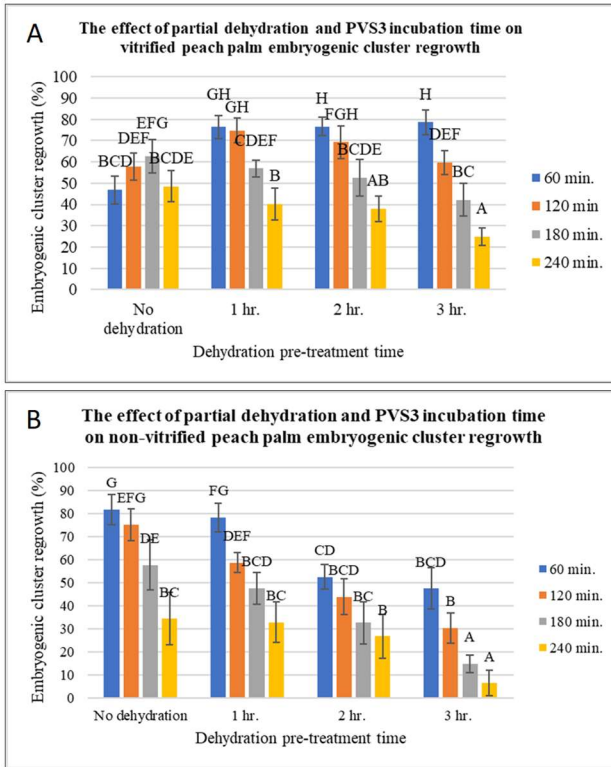 A
The effect of partial dehydration and PVS3 incubation time on
vitrified peach palm embryogenic cluster regrowth
Embryogenic cluster regrowth (%)
100
90
80
70
60
50
40
30
20
10
0
BCD DEF EFG BCDE
GH GH CDEF B
H FGH BCDE AB
H DEF BC A
No dehydration 1 hr. 2 hr. 3 hr.
Dehydration pre-treatment time
60 min.
120 min.
180 min.
240 min.
B
The effect of partial dehydration and PVS3 incubation time
on non-vitrified peach palm embryogenic cluster regrowth
Embryogenic cluster regrowth (%)
100
90
80
70
60
50
40
30
20
10
0
G EFG DE BC
FG DEF BCD BC
CD BCD BC B
BCD B A A
No dehydration 1 hr. 2 hr. 3 hr.
Dehydration pre-treatment time
60 min.
120 min.
180 min.
240 min.